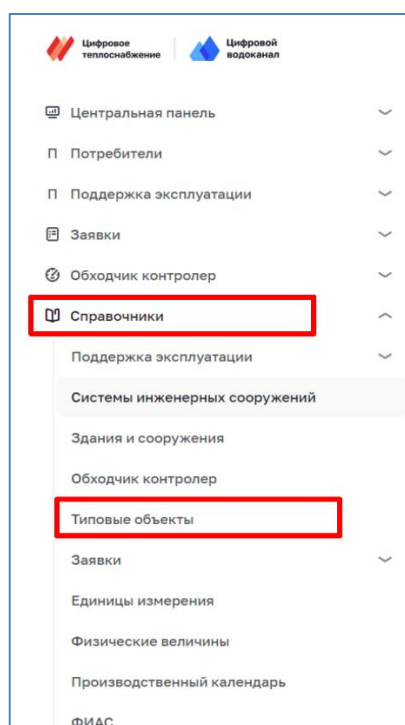 Цифровое
теплоснабжение
Цифровой
водоканал
Центральная панель
П Потребители
П Поддержка эксплуатации
Заявки
Обходчик контролер
Справочники
Поддержка эксплуатации
Системы инженерных сооружений
Здания и сооружения
Обходчик контролер
Типовые объекты
Заявки
Единицы измерения
Физические величины
Производственный календарь
ФИАС